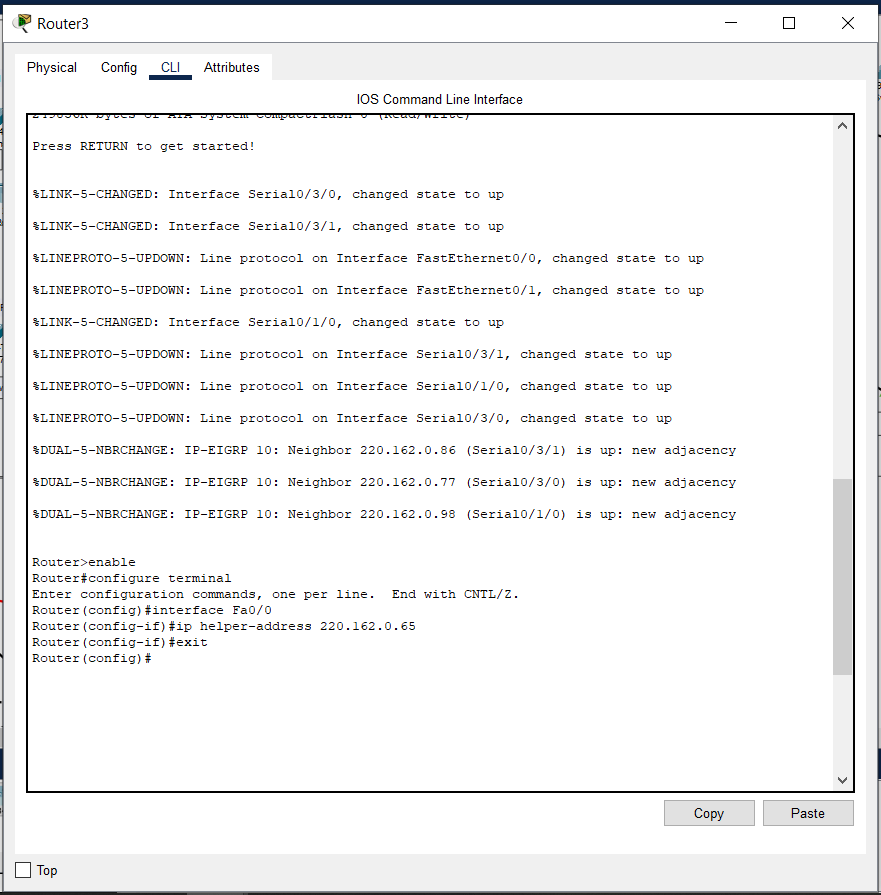 Router3
Physical Config CLI Attributes
IOS Command Line Interface
Press RETURN to get started!
%LINK-5-CHANGED: Interface Serial0/3/0, changed state to up
%LINK-5-CHANGED: Interface Serial0/3/1, changed state to up
%LINEPROTO-5-UPDOWN: Line protocol on Interface FastEthernet0/0, changed state to up
%LINEPROTO-5-UPDOWN: Line protocol on Interface FastEthernet0/1, changed state to up
%LINK-5-CHANGED: Interface Serial0/1/0, changed state to up
%LINEPROTO-5-UPDOWN: Line protocol on Interface Serial0/3/1, changed state to up
%LINEPROTO-5-UPDOWN: Line protocol on Interface Serial0/1/0, changed state to up
%LINEPROTO-5-UPDOWN: Line protocol on Interface Serial0/3/0, changed state to up
%DUAL-5-NBRCHANGE: IP-EIGRP 10: Neighbor 220.162.0.86 (Serial0/3/1) is up: new adjacency
%DUAL-5-NBRCHANGE: IP-EIGRP 10: Neighbor 220.162.0.77 (Serial0/3/0) is up: new adjacency
%DUAL-5-NBRCHANGE: IP-EIGRP 10: Neighbor 220.162.0.98 (Serial0/1/0) is up: new adjacency
Router>enable
Router#configure terminal
Enter configuration commands, one per line.  End with CNTL/Z.
Router(config)#interface Fa0/0
Router(config-if)#ip helper-address 220.162.0.65
Router(config-if)#exit
Router(config)#
Copy Paste
Top